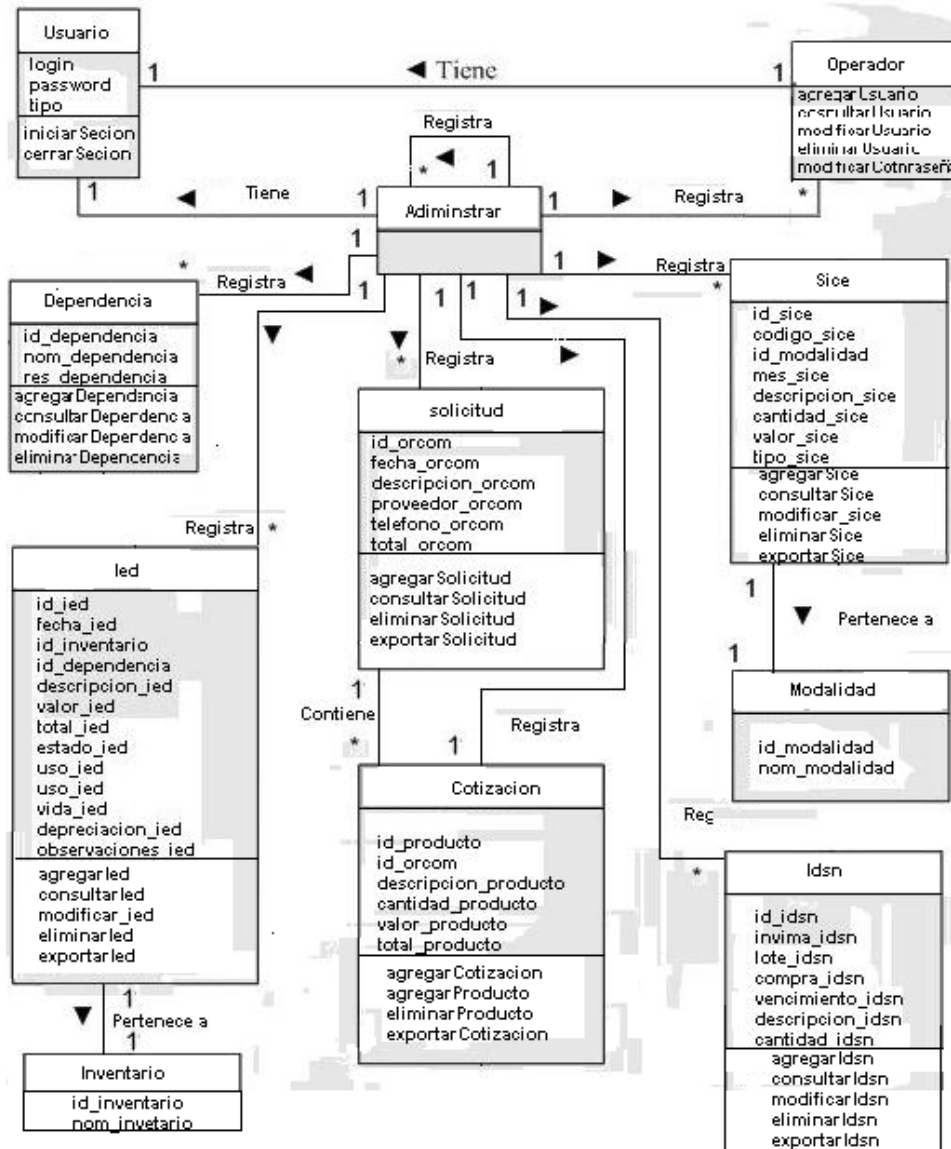 Usuario
login
password
tipo
iniciarSecion
cerrarSecion
1
Tiene
1
Operador
agregarUsuario
consultarUsuario
modificarUsuario
eliminarUsuario
modificarCotnraseñ
Registra
*
1
1
Tiene
1
Adiminstrar
1
Registra
*
*
Registra
1
1
1
1
1
1
Registra
*
Dependencia
id_dependencia
nom_dependencia
res_dependencia
agregarDependencia
consultarDependencia
modificarDependencia
eliminarDependencia
Sice
id_sice
codigo_sice
id_modalidad
mes_sice
descripcion_sice
cantidad_sice
valor_sice
tipo_sice
agregarSice
consultarSice
modificar_sice
eliminarSice
exportarSice
*
Registra
solicitud
id_orcom
fecha_orcom
descripcion_orcom
proveedor_orcom
telefono_orcom
total_orcom
agregarSolicitud
consultarSolicitud
eliminarSolicitud
exportarSolicitud
Registra *
Ied
id_ied
fecha_ied
id_inventario
id_dependencia
descripcion_ied
valor_ied
total_ied
estado_ied
uso_ied
uso_ied
vida_ied
depreciacion_ied
observaciones_ied
agregarIed
consultarIed
modificar_ied
eliminarIed
exportarIed
1
Pertenece a
1
Modalidad
id_modalidad
nom_modalidad
1
Contiene
*
1
Registra
Cotizacion
id_producto
id_orcom
descripcion_producto
cantidad_producto
valor_producto
total_producto
agregarCotizacion
agregarProducto
eliminarProducto
exportarCotizacion
Reg
*
Idsn
id_idsn
invima_idsn
lote_idsn
compra_idsn
vencimiento_idsn
descripcion_idsn
cantidad_idsn
agregarIdsn
consultarIdsn
modificarIdsn
eliminarIdsn
exportarIdsn
1
Pertenece a
1
Inventario
id_inventario
nom_invetario